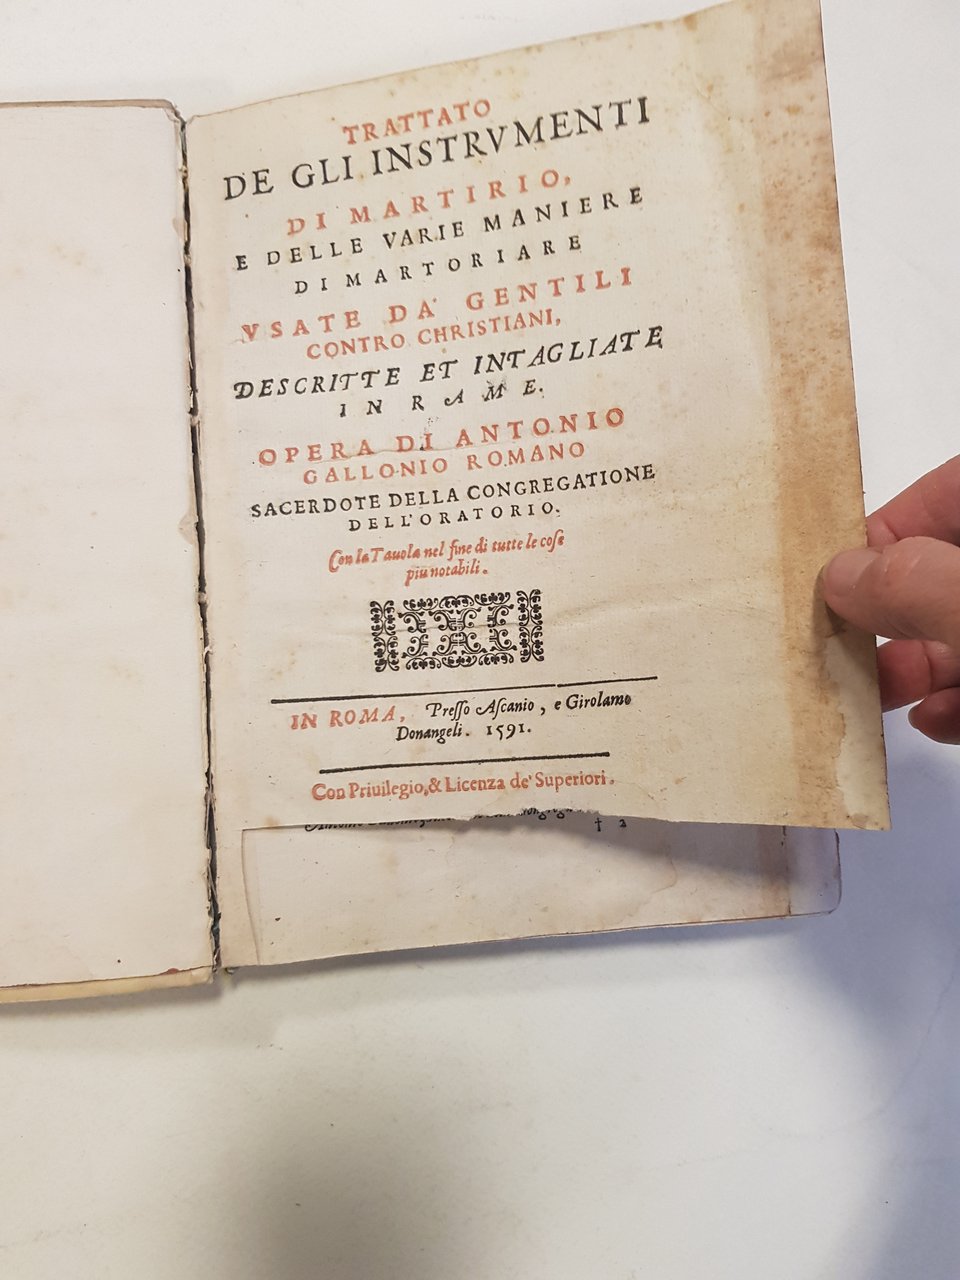 TRATTATO
DE GLI INSTRVMENTI
DI MARTIRIO,
E DELLE VARIE MANIERE
DI MARTORIARE
VSATE DA' GENTILI
CONTRO CHRISTIANI,
DESCRITTE ET INTAGLIATE
IN RAME.
OPERA DI ANTONIO
GALLONIO ROMANO
SACERDOTE DELLA CONGREGATIONE
DELL'ORATORIO.
Con la Tauola nel fine di tutte le coſe
più notabili.
IN ROMA, Preſſo Aſcanio, e Girolamo
Donangeli. 1591.
Con Priuilegio, & Licenza de' Superiori.
† 2